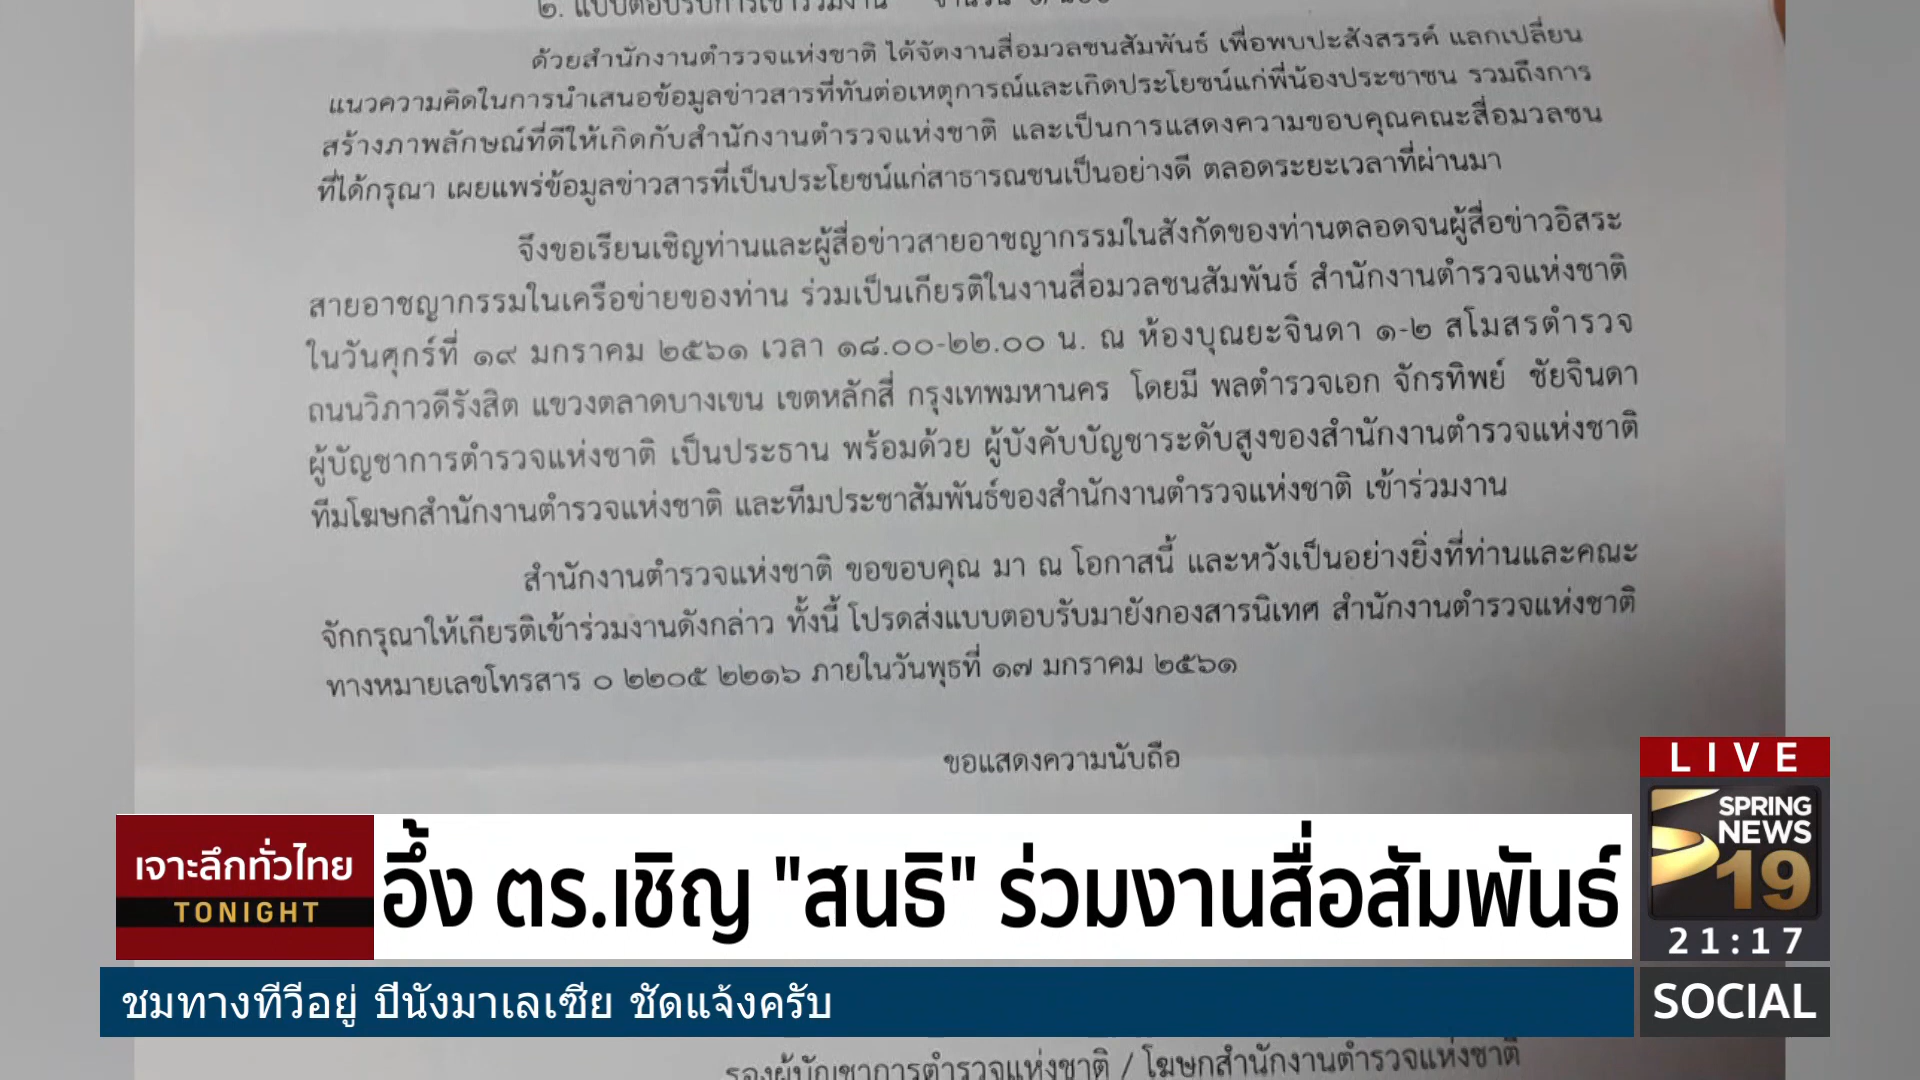 ๒. แบบตอบรับการเข้าร่วมงาน จำนวน
ด้วยสำนักงานตำรวจแห่งชาติ ได้จัดงานสื่อมวลชนสัมพันธ์ เพื่อพบปะสังสรรค์ แลกเปลี่ยน
แนวความคิดในการนำเสนอข้อมูลข่าวสารที่ทันต่อเหตุการณ์และเกิดประโยชน์แก่พี่น้องประชาชน รวมถึงการ
สร้างภาพลักษณ์ที่ดีให้เกิดกับสำนักงานตำรวจแห่งชาติ และเป็นการแสดงความขอบคุณคณะสื่อมวลชน
ที่ได้กรุณา เผยแพร่ข้อมูลข่าวสารที่เป็นประโยชน์แก่สาธารณชนเป็นอย่างดี ตลอดระยะเวลาที่ผ่านมา
จึงขอเรียนเชิญท่านและผู้สื่อข่าวสายอาชญากรรมในสังกัดของท่านตลอดจนผู้สื่อข่าวอิสระ
สายอาชญากรรมในเครือข่ายของท่าน ร่วมเป็นเกียรติในงานสื่อมวลชนสัมพันธ์ สำนักงานตำรวจแห่งชาติ
ในวันศุกร์ที่ ๑๙ มกราคม ๒๕๖๑ เวลา ๑๘.๐๐-๒๒.๐๐ น. ณ ห้องบุณยะจินดา ๑-๒ สโมสรตำรวจ
ถนนวิภาวดีรังสิต แขวงตลาดบางเขน เขตหลักสี่ กรุงเทพมหานคร โดยมี พลตำรวจเอก จักรทิพย์ ชัยจินดา
ผู้บัญชาการตำรวจแห่งชาติ เป็นประธาน พร้อมด้วย ผู้บังคับบัญชาระดับสูงของสำนักงานตำรวจแห่งชาติ
ทีมโฆษกสำนักงานตำรวจแห่งชาติ และทีมประชาสัมพันธ์ของสำนักงานตำรวจแห่งชาติ เข้าร่วมงาน
สำนักงานตำรวจแห่งชาติ ขอขอบคุณ มา ณ โอกาสนี้ และหวังเป็นอย่างยิ่งที่ท่านและคณะ
จักกรุณาให้เกียรติเข้าร่วมงานดังกล่าว ทั้งนี้ โปรดส่งแบบตอบรับมายังกองสารนิเทศ สำนักงานตำรวจแห่งชาติ
ทางหมายเลขโทรสาร ๐ ๒๒๐๕ ๒๒๑๖ ภายในวันพุธที่ ๑๗ มกราคม ๒๕๖๑
ขอแสดงความนับถือ
LIVE
SPRING
NEWS
19
21:17
เจาะลึกทั่วไทย
TONIGHT
อึ้ง ตร.เชิญ "สนธิ" ร่วมงานสื่อสัมพันธ์
ชมทางทีวีอยู่ ปีนังมาเลเซีย ชัดแจ้งครับ
SOCIAL
รองผู้บัญชาการตำรวจแห่งชาติ / โฆษกสำนักงานตำรวจแห่งชาติ